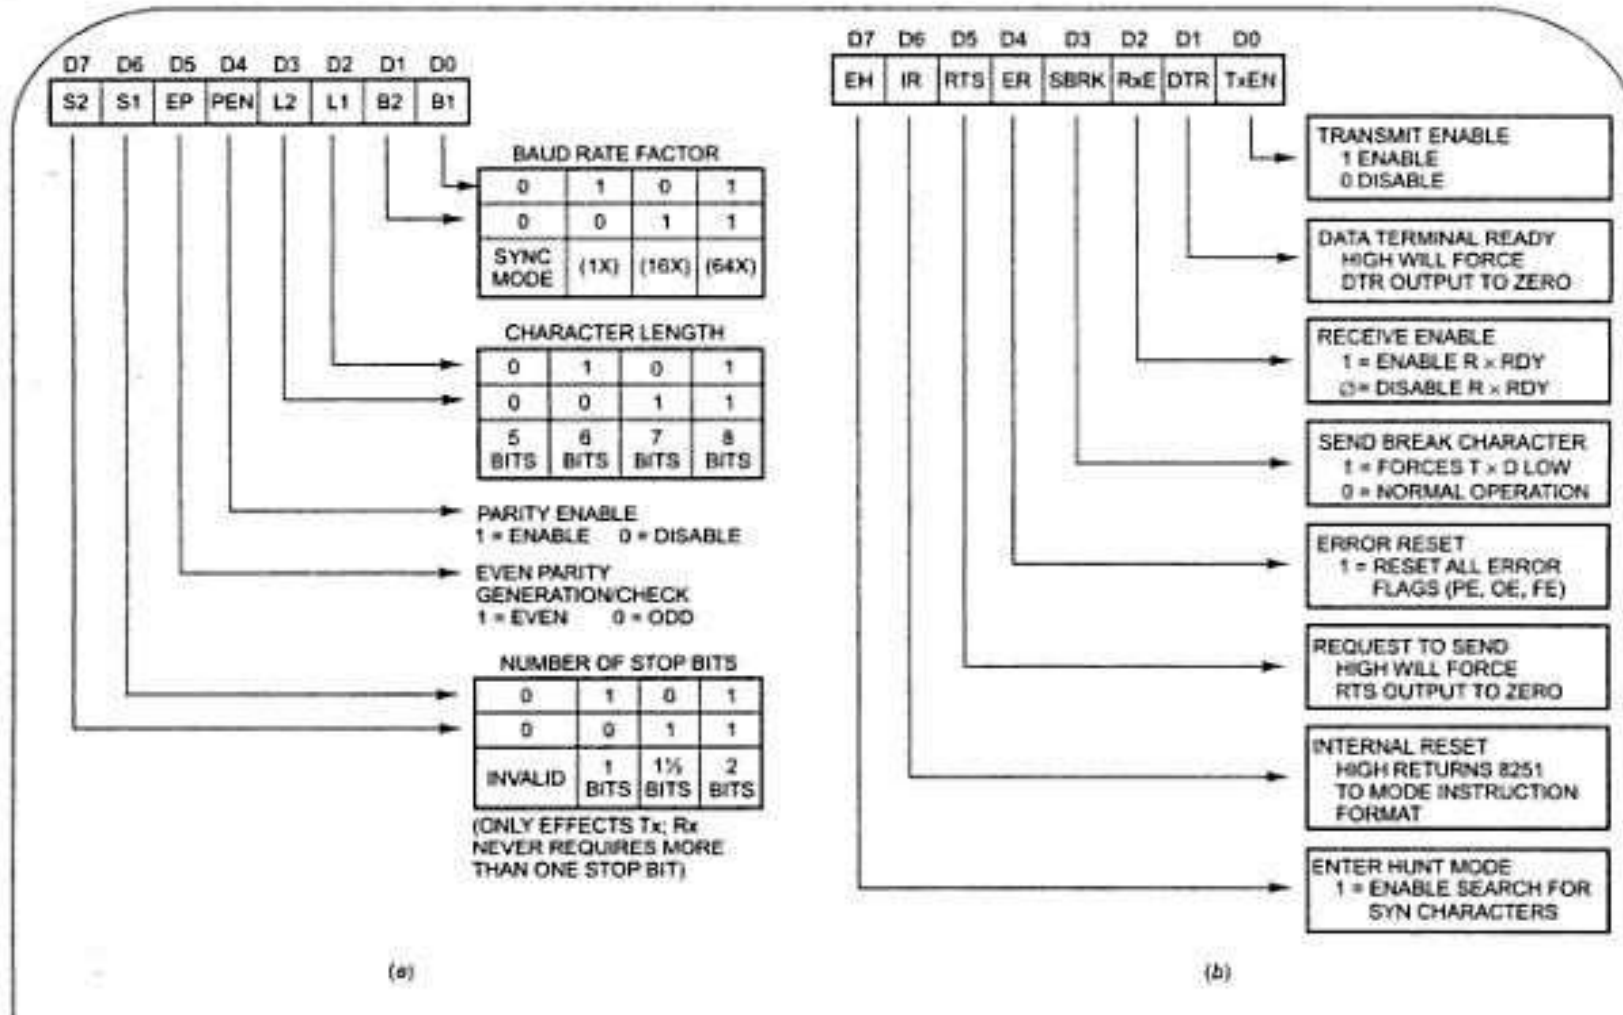 D7 D6 D5 D4 D3 D2 D1 D0
S2 S1 EP PEN L2 L1 B2 B1
BAUD RATE FACTOR
0 1 0 1
0 0 1 1
SYNC MODE (1X) (16X) (64X)
CHARACTER LENGTH
0 1 0 1
0 0 1 1
5 BITS 6 BITS 7 BITS 8 BITS
PARITY ENABLE
1 = ENABLE 0 = DISABLE
EVEN PARITY
GENERATION/CHECK
1 = EVEN 0 = ODD
NUMBER OF STOP BITS
0 1 0 1
0 0 1 1
INVALID 1 BITS 1½ BITS 2 BITS
(ONLY EFFECTS Tx; Rx
NEVER REQUIRES MORE
THAN ONE STOP BIT)
(a)
D7 D6 D5 D4 D3 D2 D1 D0
EH IR RTS ER SBRK RxE DTR TxEN
TRANSMIT ENABLE
1 ENABLE
0 DISABLE
DATA TERMINAL READY
HIGH WILL FORCE
DTR OUTPUT TO ZERO
RECEIVE ENABLE
1 = ENABLE R × RDY
∅ = DISABLE R × RDY
SEND BREAK CHARACTER
1 = FORCES T × D LOW
0 = NORMAL OPERATION
ERROR RESET
1 = RESET ALL ERROR
FLAGS (PE, OE, FE)
REQUEST TO SEND
HIGH WILL FORCE
RTS OUTPUT TO ZERO
INTERNAL RESET
HIGH RETURNS 8251
TO MODE INSTRUCTION
FORMAT
ENTER HUNT MODE
1 = ENABLE SEARCH FOR
SYN CHARACTERS
(b)